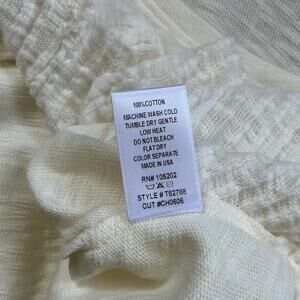 100%COTTON
MACHINE WASH COLD
TUMBLE DRY GENTLE
LOW HEAT
DO NOT BLEACH
FLAT DRY
COLOR SEPARATE
MADE IN USA
RN# 105202
STYLE # T82788
CUT #CH0606